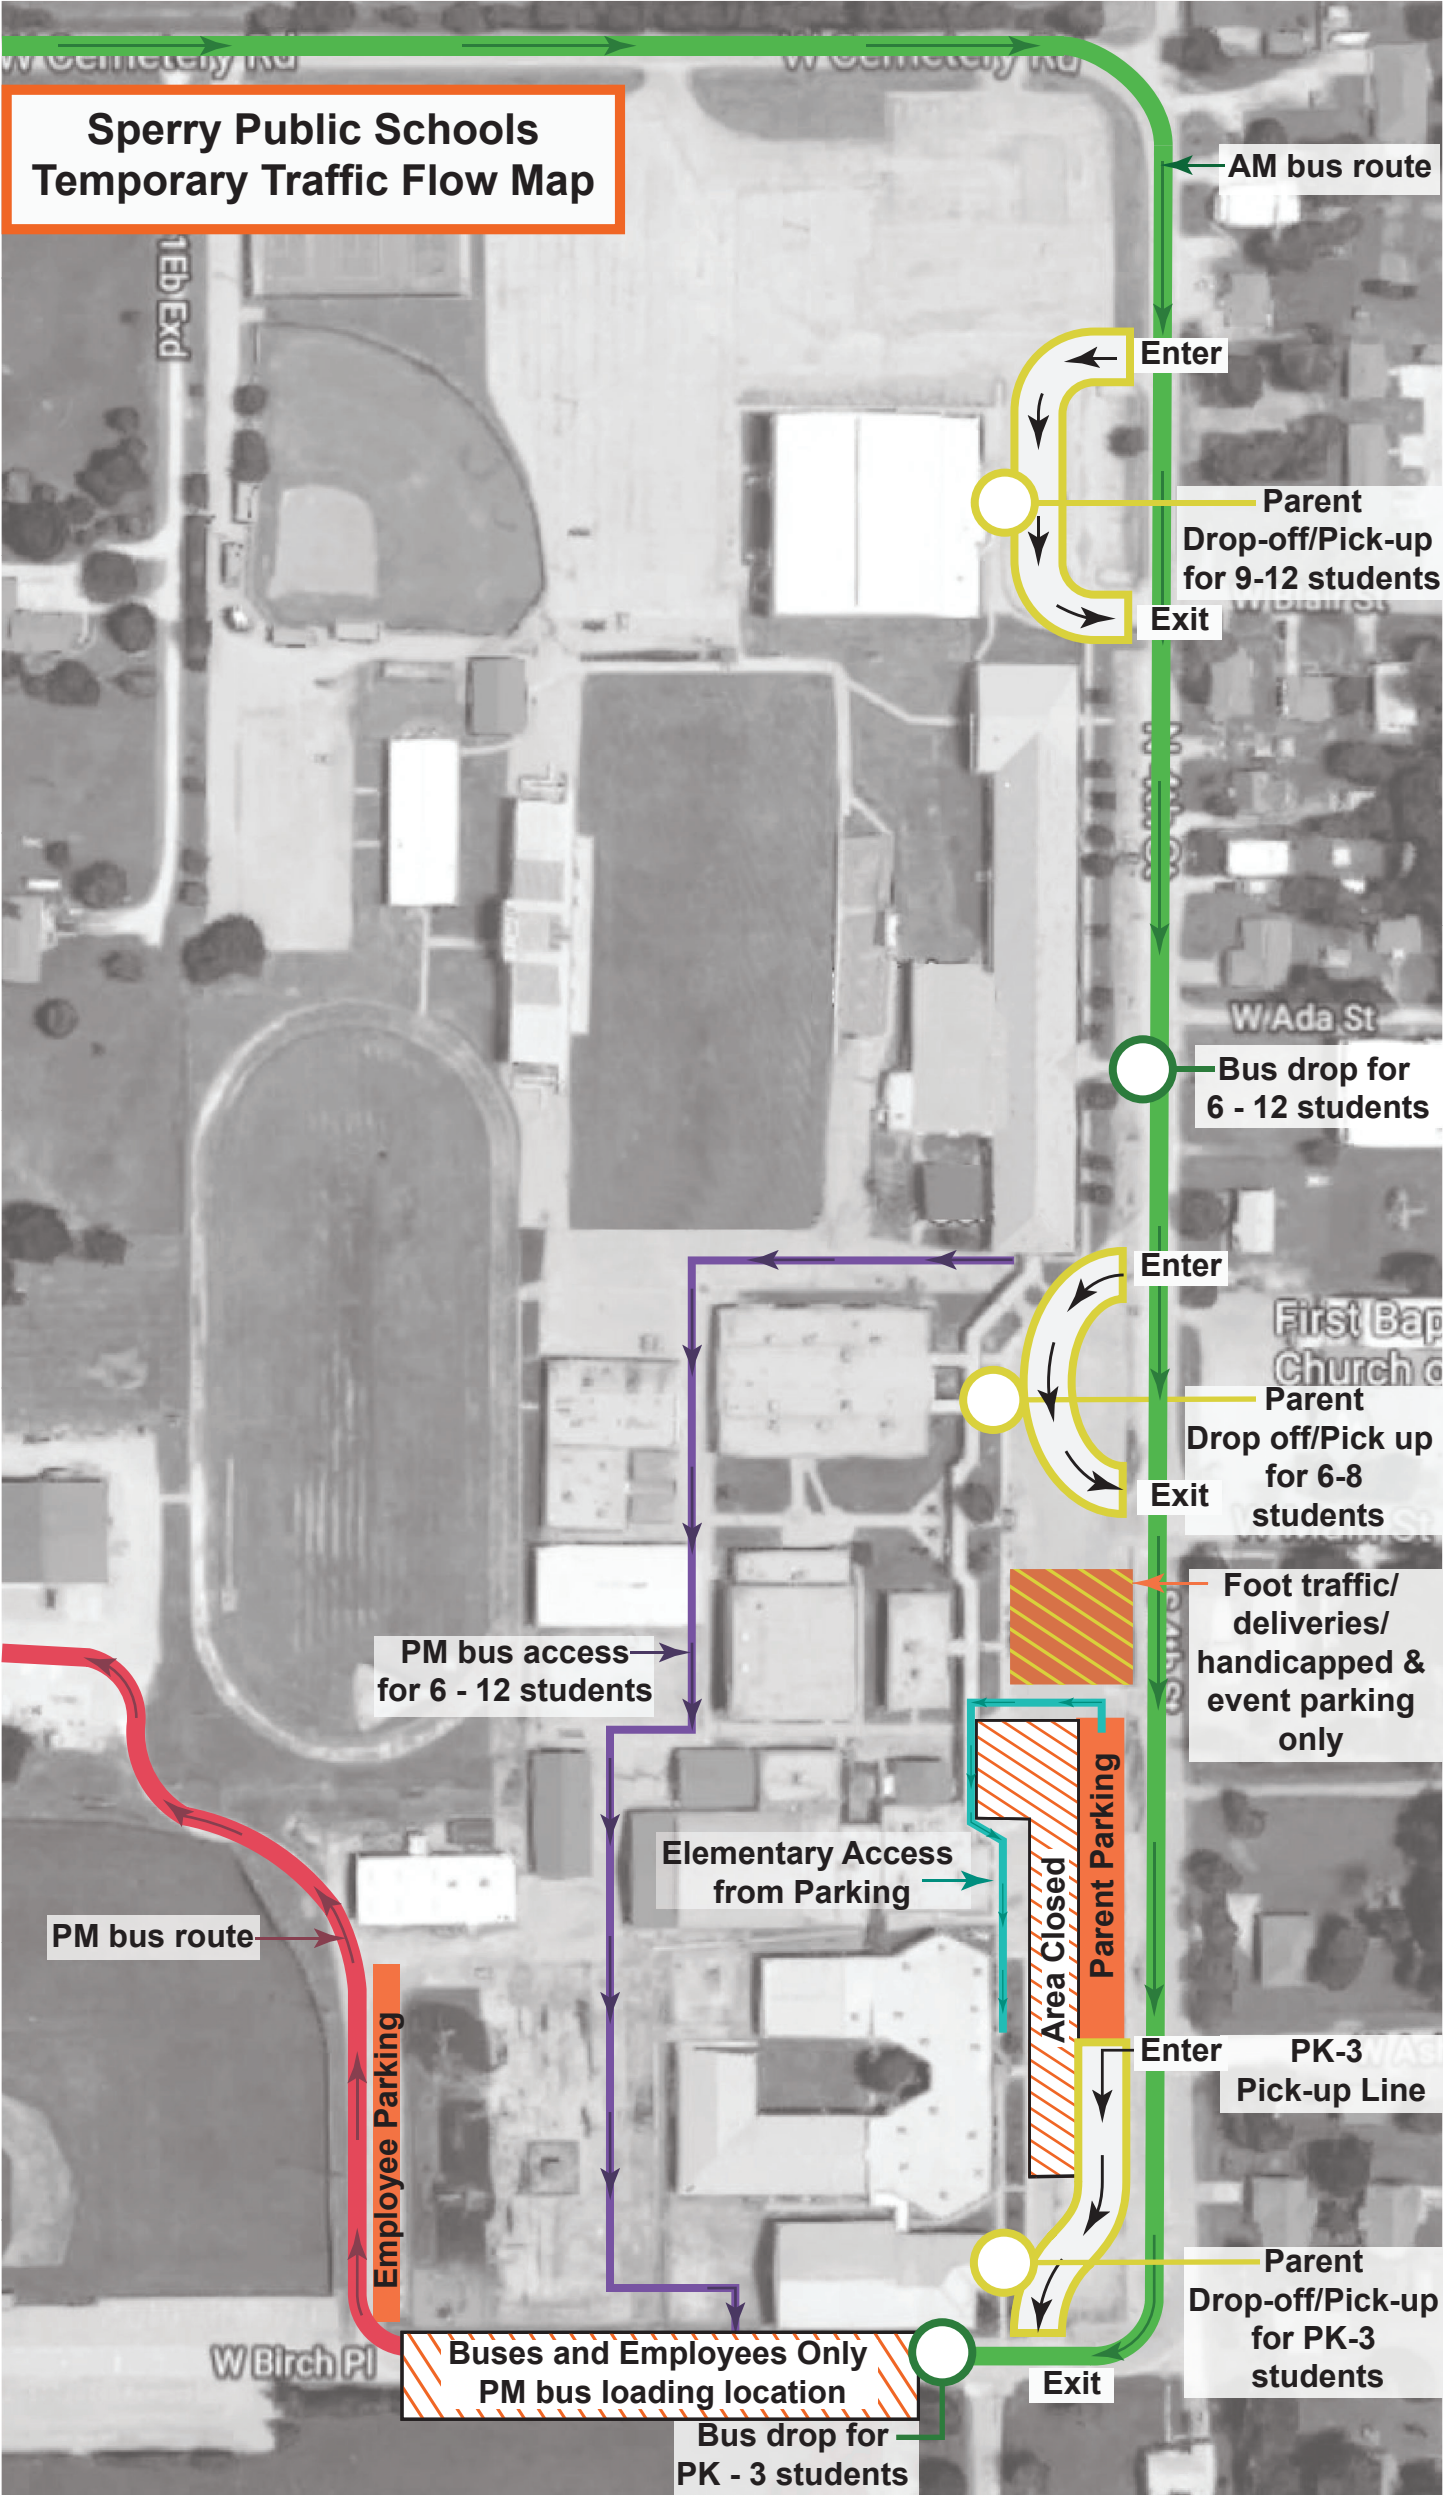 W Cemetery Rd
W Cemetery Rd
Sperry Public Schools
Temporary Traffic Flow Map
AM bus route
Enter
Parent
Drop-off/Pick-up
for 9-12 students
W Blair St
Exit
W Ada St
Bus drop for
6 - 12 students
Enter
First Bap
Church o
Parent
Drop off/Pick up
for 6-8
students
Exit
Foot traffic/
deliveries/
handicapped &
event parking
only
PM bus access
for 6 - 12 students
Elementary Access
from Parking
Area Closed
Parent Parking
PM bus route
Employee Parking
Enter
PK-3
Pick-up Line
Parent
Drop-off/Pick-up
for PK-3
students
W Birch Pl
Buses and Employees Only
PM bus loading location
Exit
Bus drop for
PK - 3 students